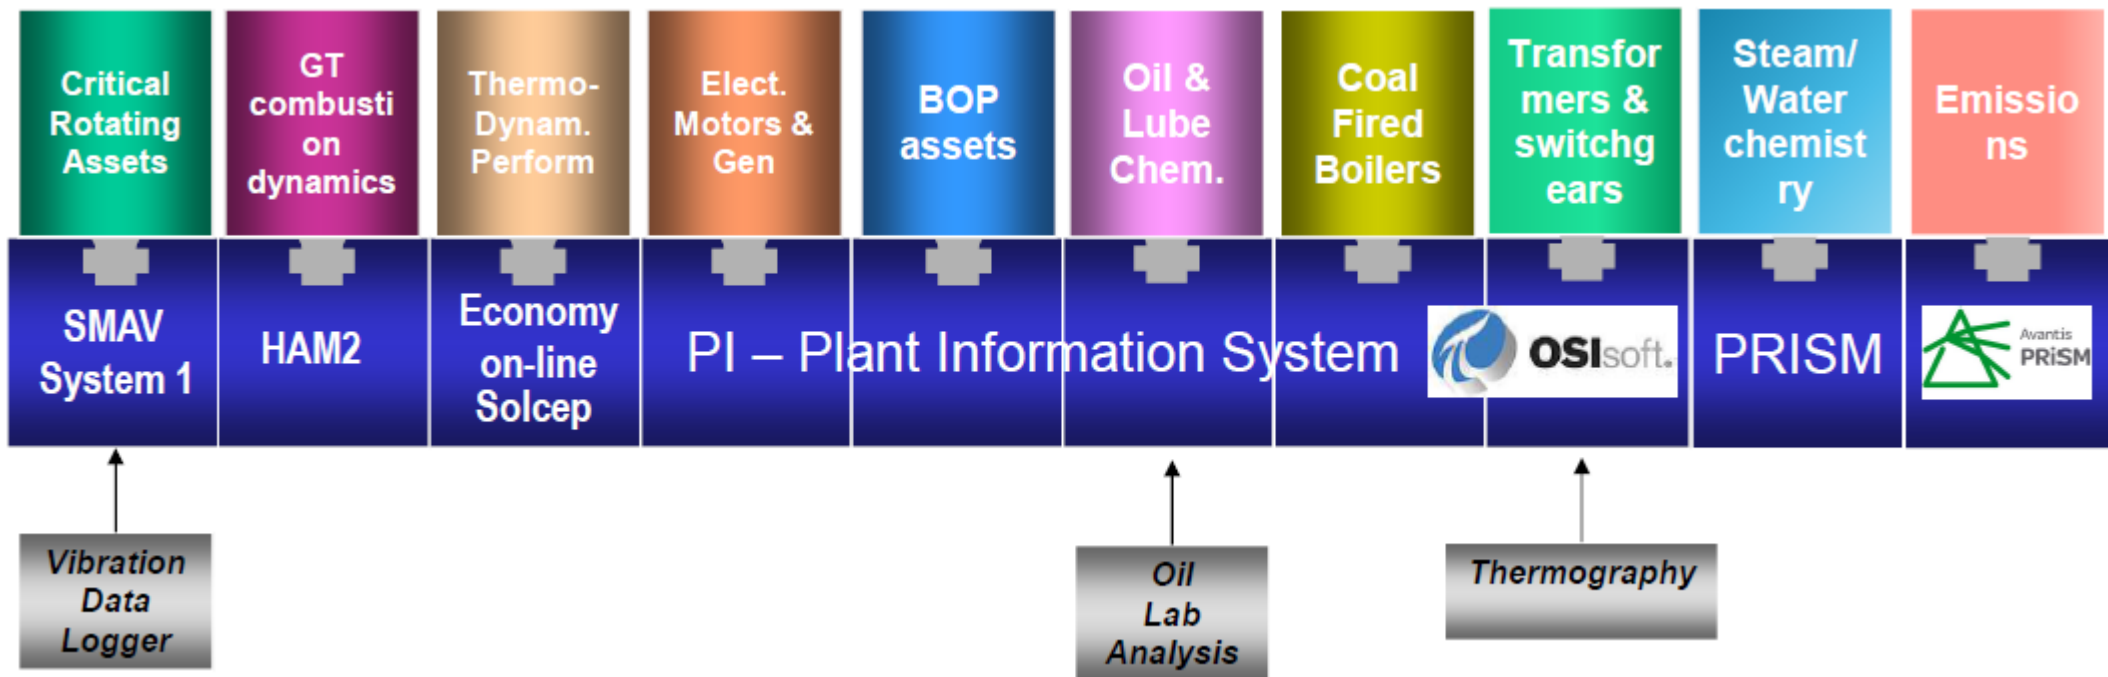 Critical
Rotating
Assets
GT
combusti
on
dynamics
Thermo-
Dynam.
Perform
Elect.
Motors &
Gen
BOP
assets
Oil &
Lube
Chem.
Coal
Fired
Boilers
Transfor
mers &
switchg
ears
Steam/
Water
chemist
ry
Emissio
ns
SMAV
System 1
HAM2
Economy
on-line
Solcep
PI – Plant Information System
OSIsoft.
PRISM
Avantis
PRiSM
Vibration
Data
Logger
Oil
Lab
Analysis
Thermography